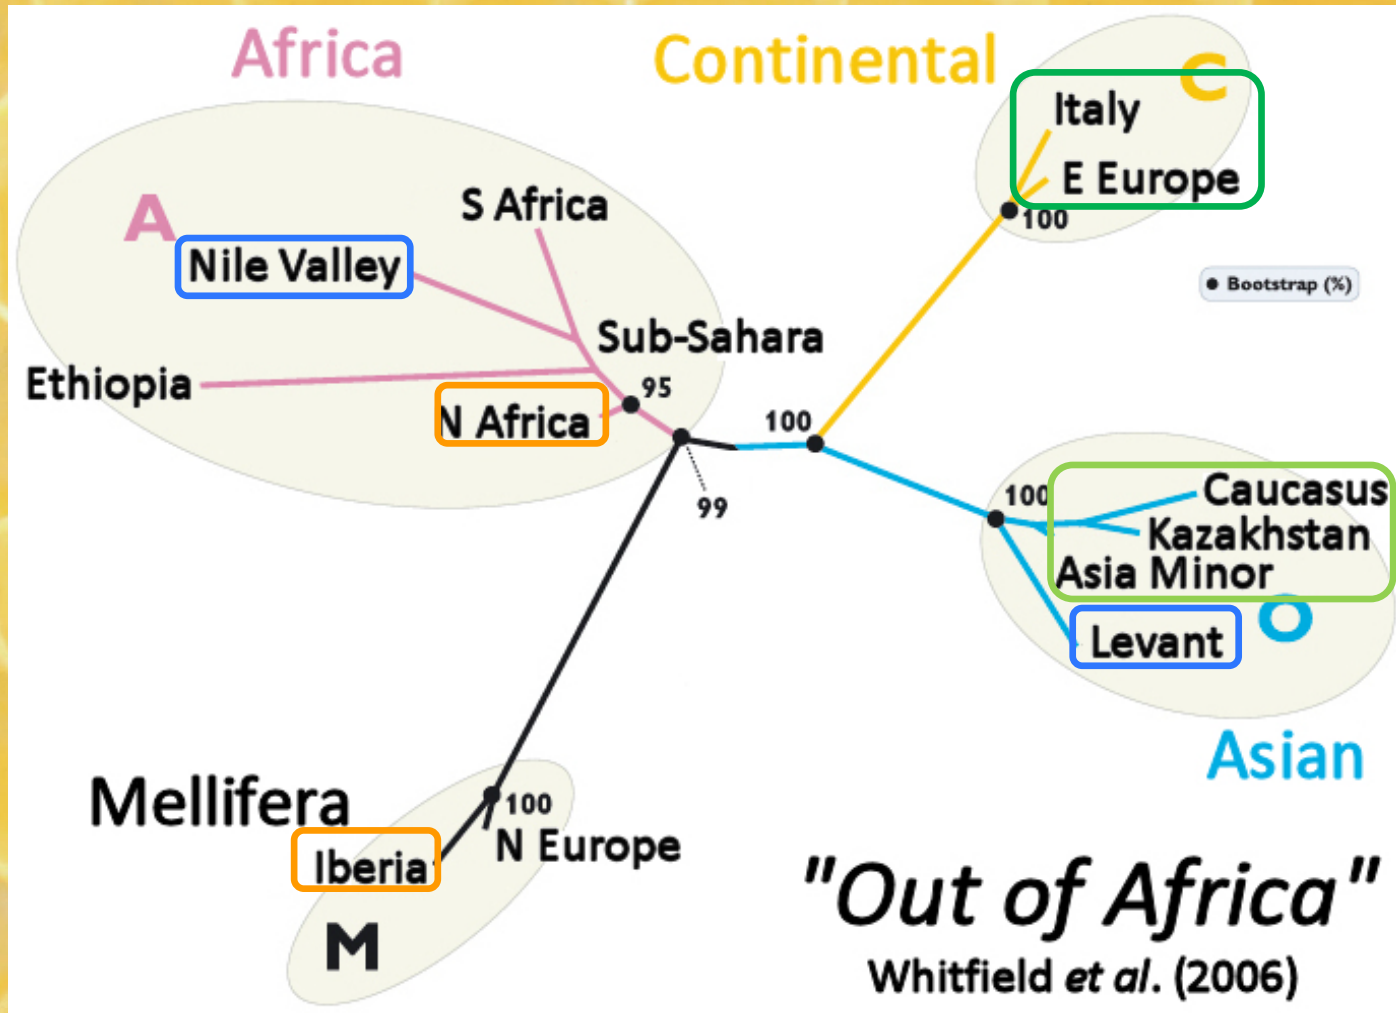 Africa
Continental
C
Italy
E Europe
100
A
S Africa
Nile Valley
Bootstrap (%)
Sub-Sahara
Ethiopia
95
N Africa
100
99
100
Caucasus
Kazakhstan
Asia Minor
O
Levant
Asian
Mellifera
100
N Europe
Iberia
M
"Out of Africa"
Whitfield et al. (2006)